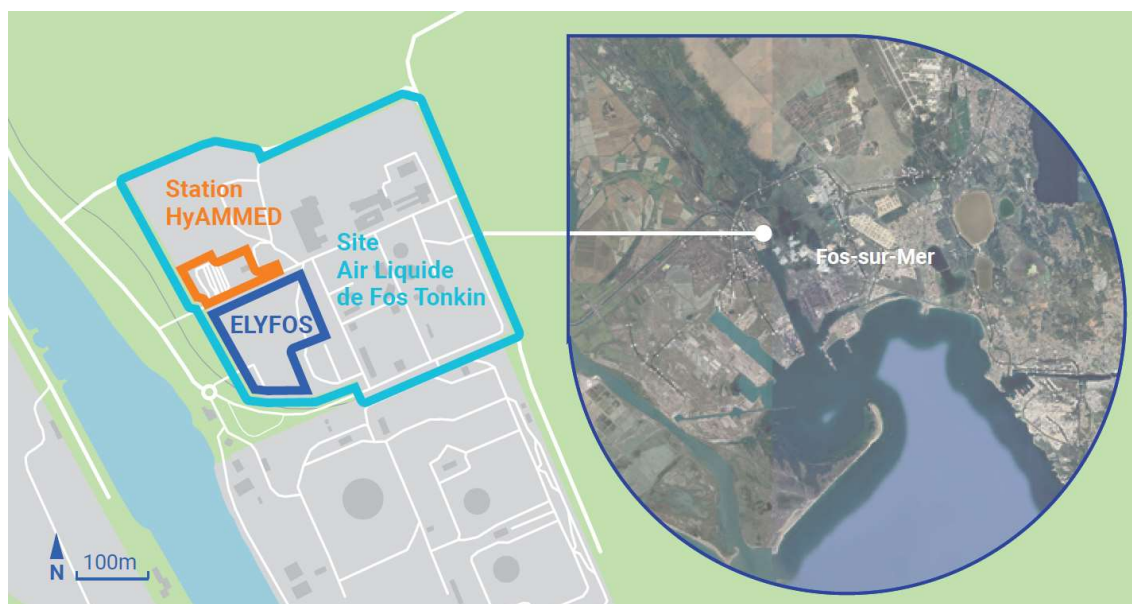 Station
HyAMMED
Site
Air Liquide
de Fos Tonkin
ELYFOS
Fos-sur-Mer
N
100m